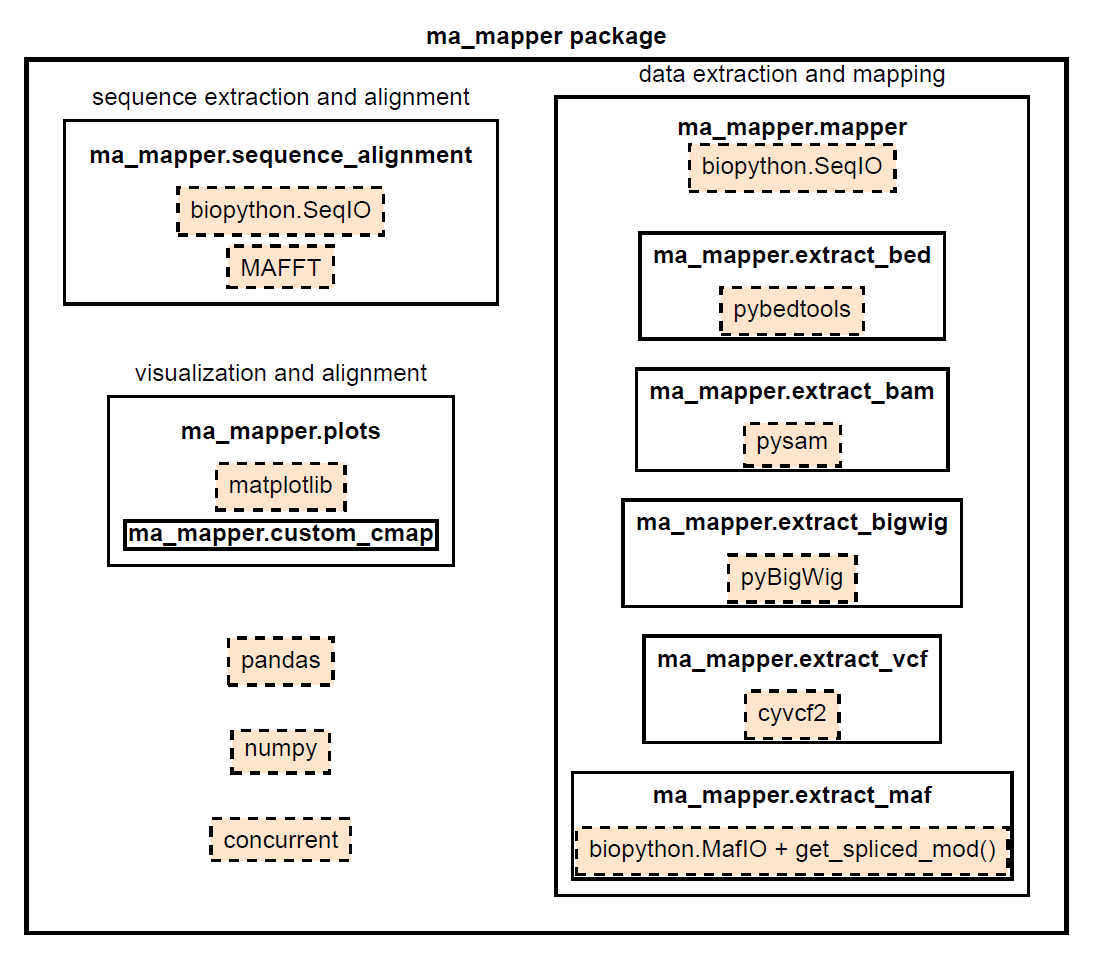 ma_mapper package
sequence extraction and alignment
ma_mapper.sequence_alignment
biopython.SeqIO
MAFFT
visualization and alignment
ma_mapper.plots
matplotlib
ma_mapper.custom_cmap
pandas
numpy
concurrent
data extraction and mapping
ma_mapper.mapper
biopython.SeqIO
ma_mapper.extract_bed
pybedtools
ma_mapper.extract_bam
pysam
ma_mapper.extract_bigwig
pyBigWig
ma_mapper.extract_vcf
cyvcf2
ma_mapper.extract_maf
biopython.MafIO + get_spliced_mod()